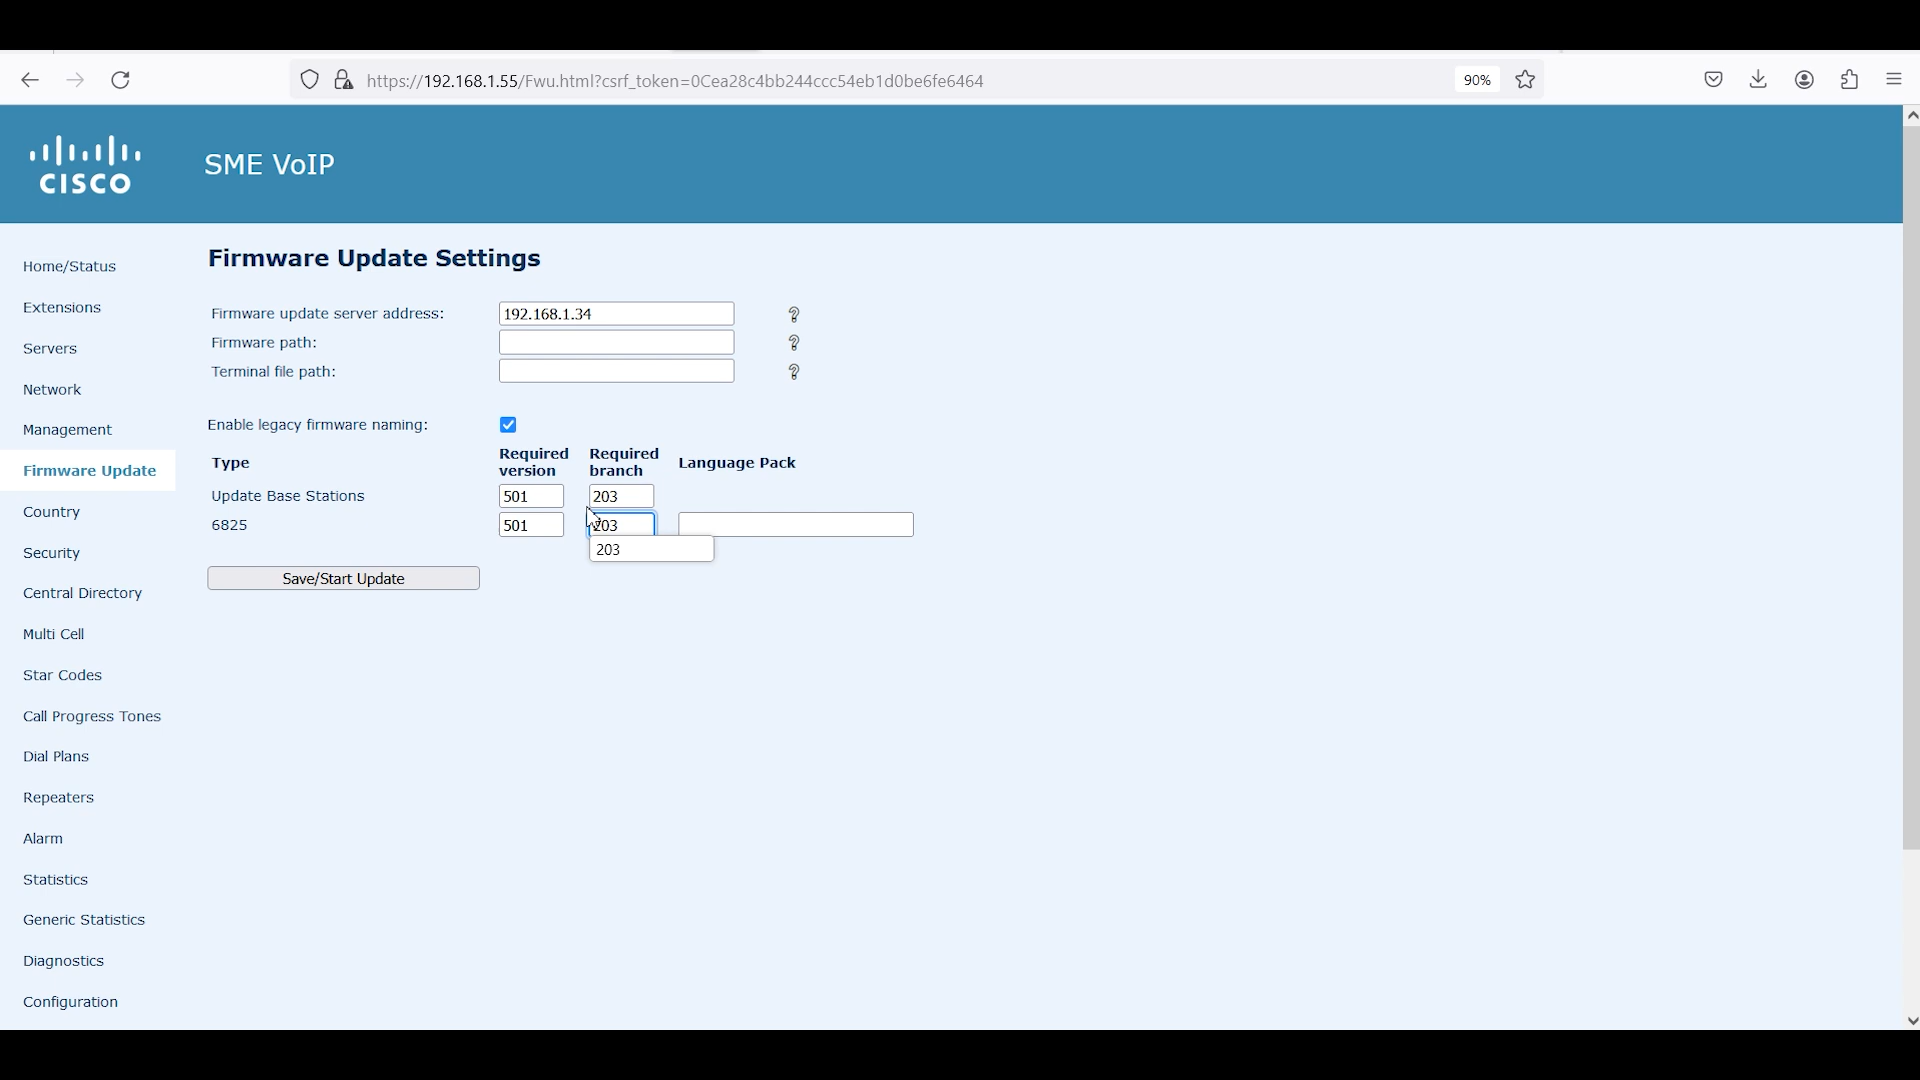 https://192.168.1.55/Fwu.html?csrf_token=0Cea28c4bb244ccc54eb1d0be6fe6464
90%
CISCO
SME VoIP
Home/Status
Extensions
Servers
Network
Management
Firmware Update
Country
Security
Central Directory
Multi Cell
Star Codes
Call Progress Tones
Dial Plans
Repeaters
Alarm
Statistics
Generic Statistics
Diagnostics
Configuration
Firmware Update Settings
Firmware update server address: 192.168.1.34 ?
Firmware path: ?
Terminal file path: ?
Enable legacy firmware naming:
Type Required version Required branch Language Pack
Update Base Stations 501 203
6825 501 203
203
Save/Start Update